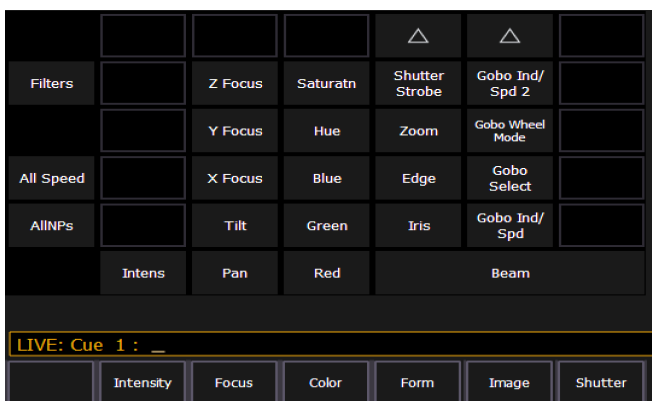 Filters
Z Focus
Saturatn
Shutter
Strobe
Gobo Ind/
Spd 2
Y Focus
Hue
Zoom
Gobo Wheel
Mode
All Speed
X Focus
Blue
Edge
Gobo
Select
AllNPs
Tilt
Green
Iris
Gobo Ind/
Spd
Intens
Pan
Red
Beam
LIVE: Cue 1 : _
Intensity
Focus
Color
Form
Image
Shutter